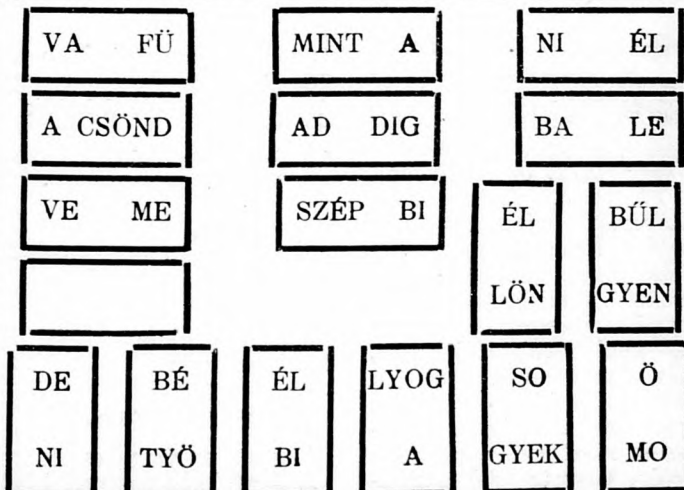 VA FÜ MINT A NI ÉL
A CSÖND AD DIG BA LE
VE ME SZÉP BI
ÉL BŰL
LÖN GYEN
DE BÉ ÉL LYOG SO Ö
NI TYÖ BI A GYEK MO